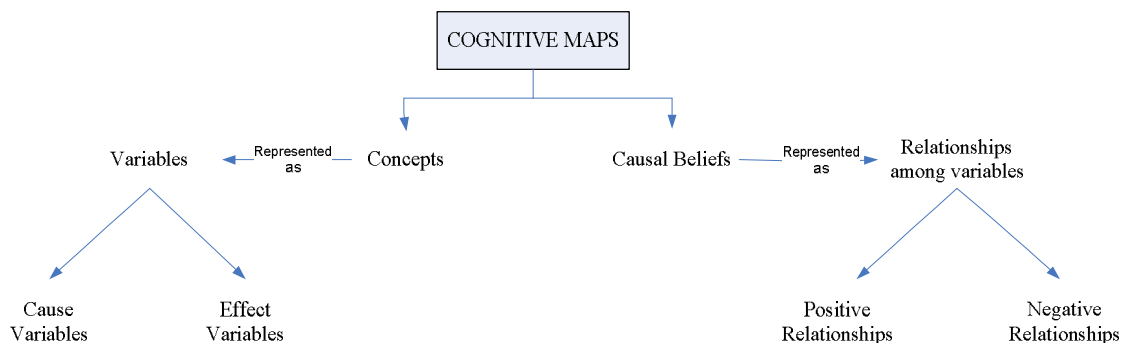 COGNITIVE MAPS
Variables
Represented
as
Concepts
Causal Beliefs
Represented
as
Relationships
among variables
Cause
Variables
Effect
Variables
Positive
Relationships
Negative
Relationships